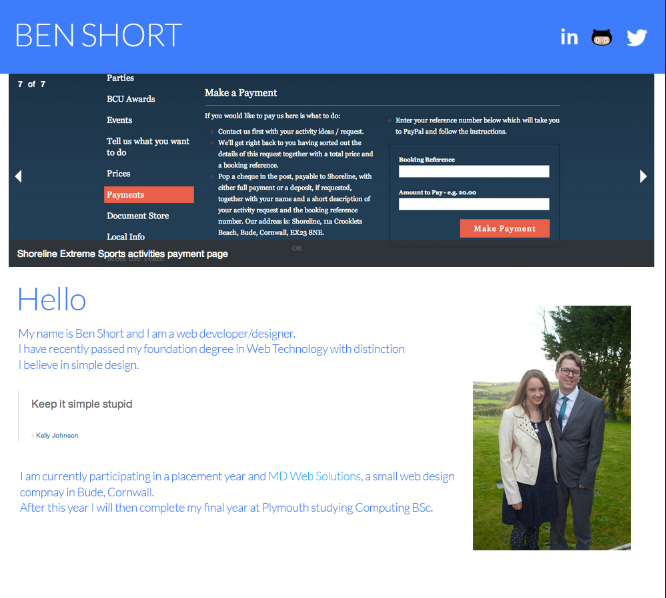 BEN SHORT
in
7 of 7
Parties
BCU Awards
Events
Tell us what you want
to do
Prices
Payments
Document Store
Local Info
Make a Payment
If you would like to pay us here is what to do:
Contact us first with your activity ideas / request.
We'll get right back to you having sorted out the
details of this request together with a total price and
a booking reference.
Pop a cheque in the post, payable to Shoreline, with
either full payment or a deposit, if requested,
together with your name and a short description of
your activity request and the booking reference
number. Our address is: Shoreline, 11a Crooklets
Beach, Bude, Cornwall, EX23 8NE.
OR
Enter your reference number below which will take you
to PayPal and follow the instructions.
Booking Reference
Amount to Pay - e.g. 20.00
Make Payment
Shoreline Extreme Sports activities payment page
Hello
My name is Ben Short and I am a web developer/designer.
I have recently passed my foundation degree in Web Technology with distinction
I believe in simple design.
Keep it simple stupid
- Kelly Johnson
I am currently participating in a placement year and MD Web Solutions, a small web design
compnay in Bude, Cornwall.
After this year I will then complete my final year at Plymouth studying Computing BSc.